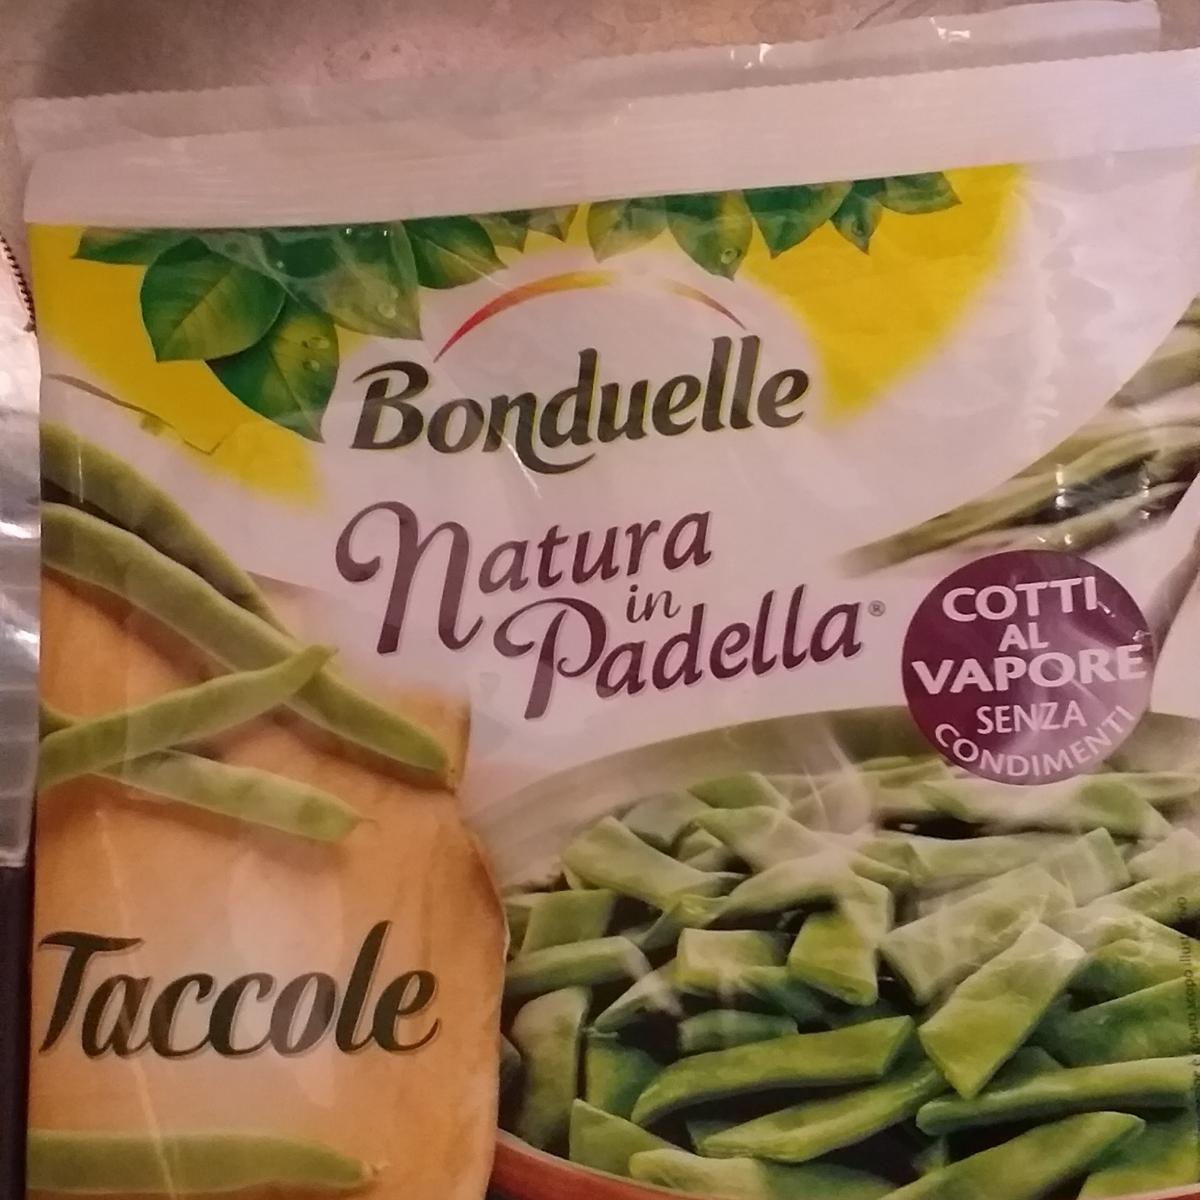 Bonduelle
Natura
in
Padella®
COTTI
AL
VAPORE
SENZA
CONDIMENTI
Taccole